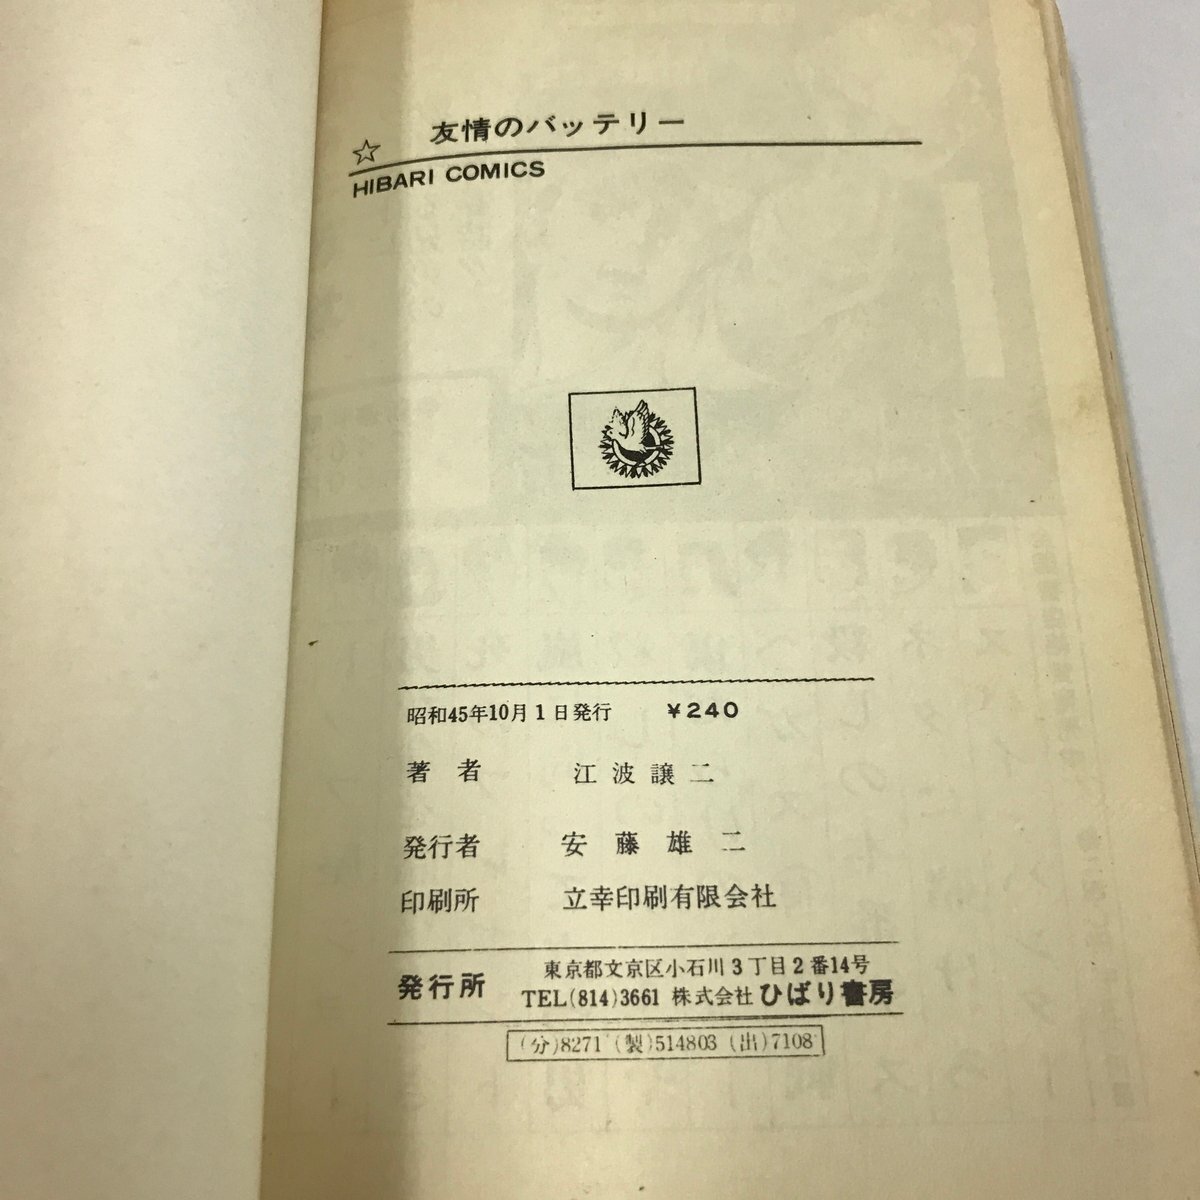 ☆ 友情のバッテリー
HIBARI COMICS
昭和45年10月1日発行 ¥240
著者 江波譲二
発行者 安藤雄二
印刷所 立幸印刷有限会社
発行所 東京都文京区小石川3丁目2番14号
TEL(814)3661 株式会社ひばり書房
(分)8271 (製)514803 (出)7108